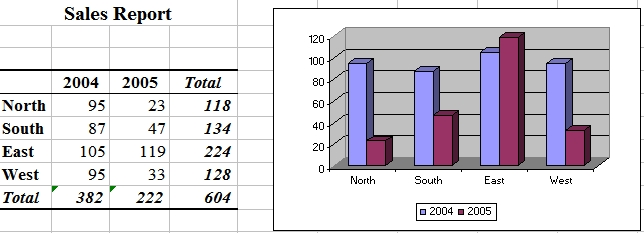 Sales Report
2004 2005 Total
North 95 23 118
South 87 47 134
East 105 119 224
West 95 33 128
Total 382 222 604
120
100
80
60
40
20
0
North South East West
2004 2005